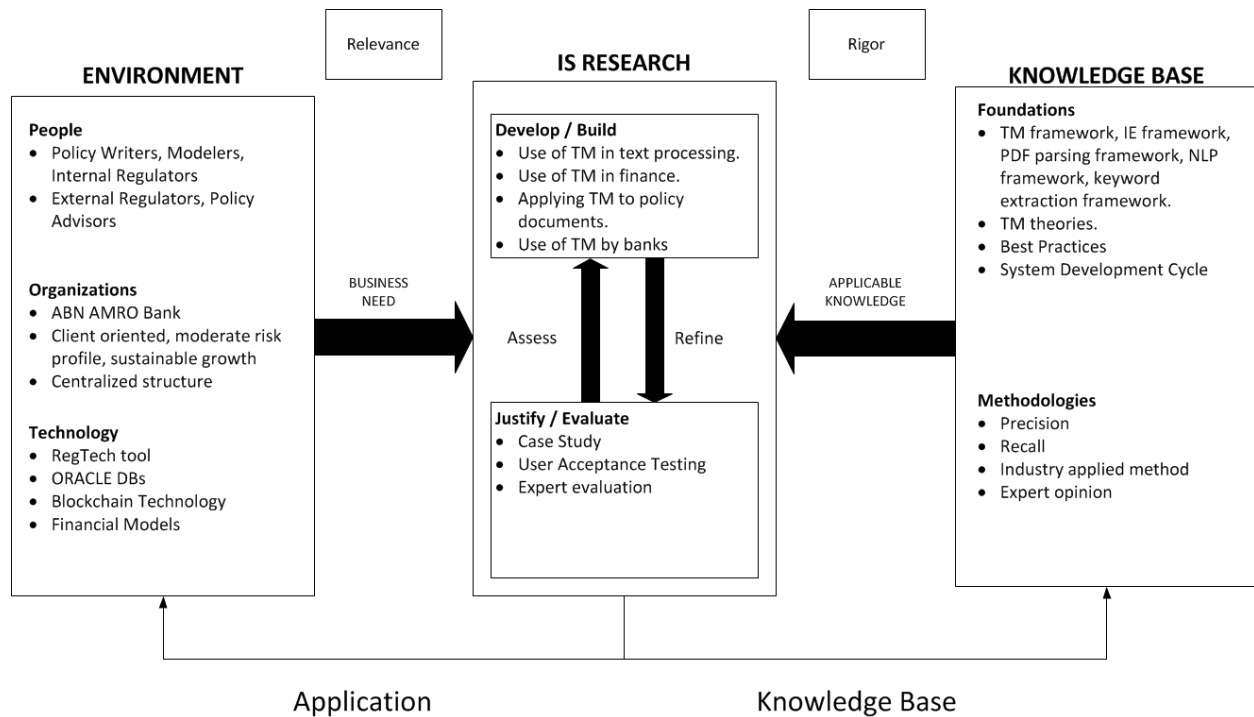 Relevance
Rigor
ENVIRONMENT
IS RESEARCH
KNOWLEDGE BASE
People
• Policy Writers, Modelers,
Internal Regulators
• External Regulators, Policy
Advisors
Organizations
• ABN AMRO Bank
• Client oriented, moderate risk
profile, sustainable growth
• Centralized structure
Technology
• RegTech tool
• ORACLE DBs
• Blockchain Technology
• Financial Models
BUSINESS
NEED
Develop / Build
• Use of TM in text processing.
• Use of TM in finance.
• Applying TM to policy
documents.
• Use of TM by banks
Assess
Refine
Justify / Evaluate
• Case Study
• User Acceptance Testing
• Expert evaluation
APPLICABLE
KNOWLEDGE
Foundations
• TM framework, IE framework,
PDF parsing framework, NLP
framework, keyword
extraction framework.
• TM theories.
• Best Practices
• System Development Cycle
Methodologies
• Precision
• Recall
• Industry applied method
• Expert opinion
Application
Knowledge Base